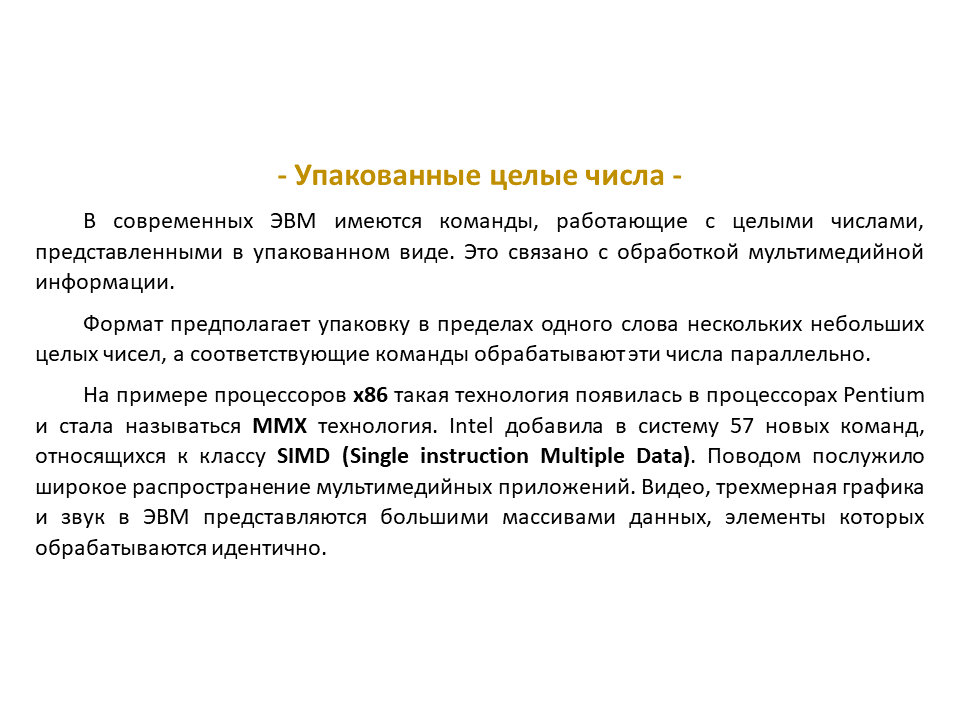 - Упакованные целые числа -
В современных ЭВМ имеются команды, работающие с целыми числами,
представленными в упакованном виде. Это связано с обработкой мультимедийной
информации.
Формат предполагает упаковку в пределах одного слова нескольких небольших
целых чисел, а соответствующие команды обрабатывают эти числа параллельно.
На примере процессоров x86 такая технология появилась в процессорах Pentium
и стала называться MMX технология. Intel добавила в систему 57 новых команд,
относящихся к классу SIMD (Single instruction Multiple Data). Поводом послужило
широкое распространение мультимедийных приложений. Видео, трехмерная графика
и звук в ЭВМ представляются большими массивами данных, элементы которых
обрабатываются идентично.